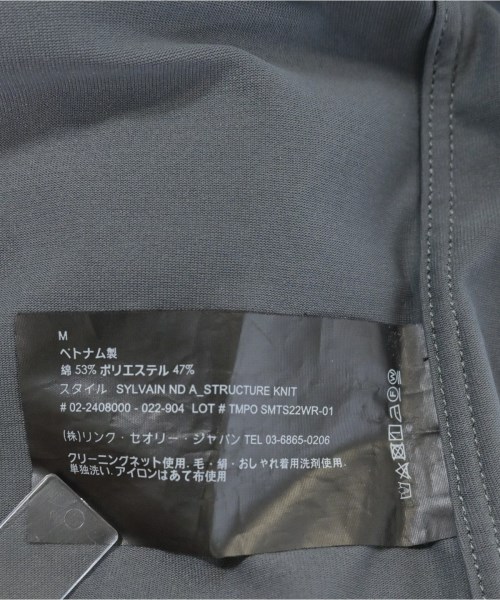 M
ベトナム製
綿 53% ポリエステル 47%
スタイル SYLVAIN ND A_STRUCTURE KNIT
# 02-2408000 - 022-904 LOT # TMPO SMTS22WR-01
(株)リンク・セオリー・ジャパン TEL 03-6865-0206
クリーニングネット使用. 毛・絹・おしゃれ着用洗剤使用.
単独洗い. アイロンはあて布使用